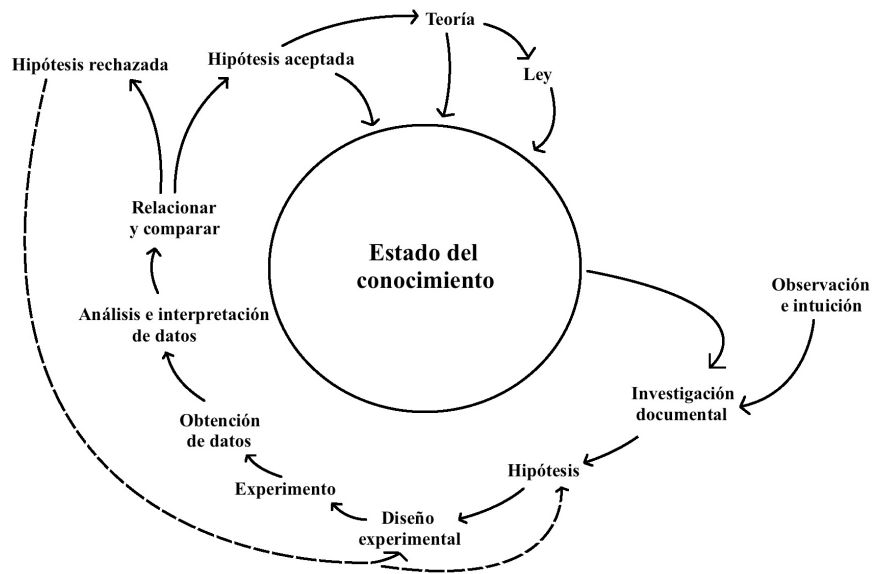 Teoría
Hipótesis aceptada
Hipótesis rechazada
Ley
Relacionar
y comparar
Estado del
conocimiento
Observación
e intuición
Análisis e interpretación
de datos
Investigación
documental
Obtención
de datos
Hipótesis
Experimento
Diseño
experimental